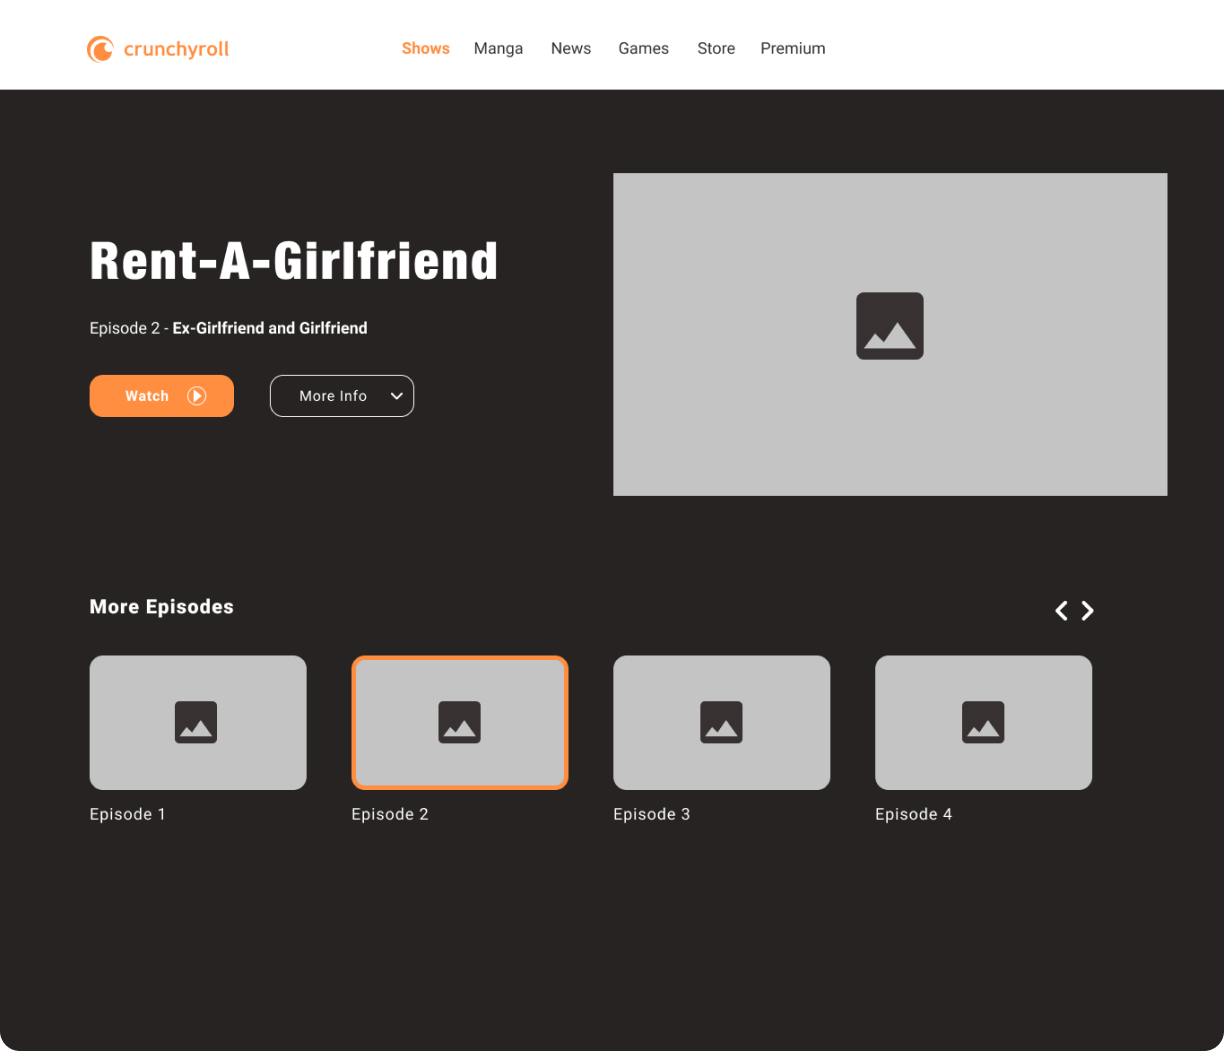 crunchyroll
Shows Manga News Games Store Premium
Rent-A-Girlfriend
Episode 2 - Ex-Girlfriend and Girlfriend
Watch
More Info
More Episodes
Episode 1
Episode 2
Episode 3
Episode 4